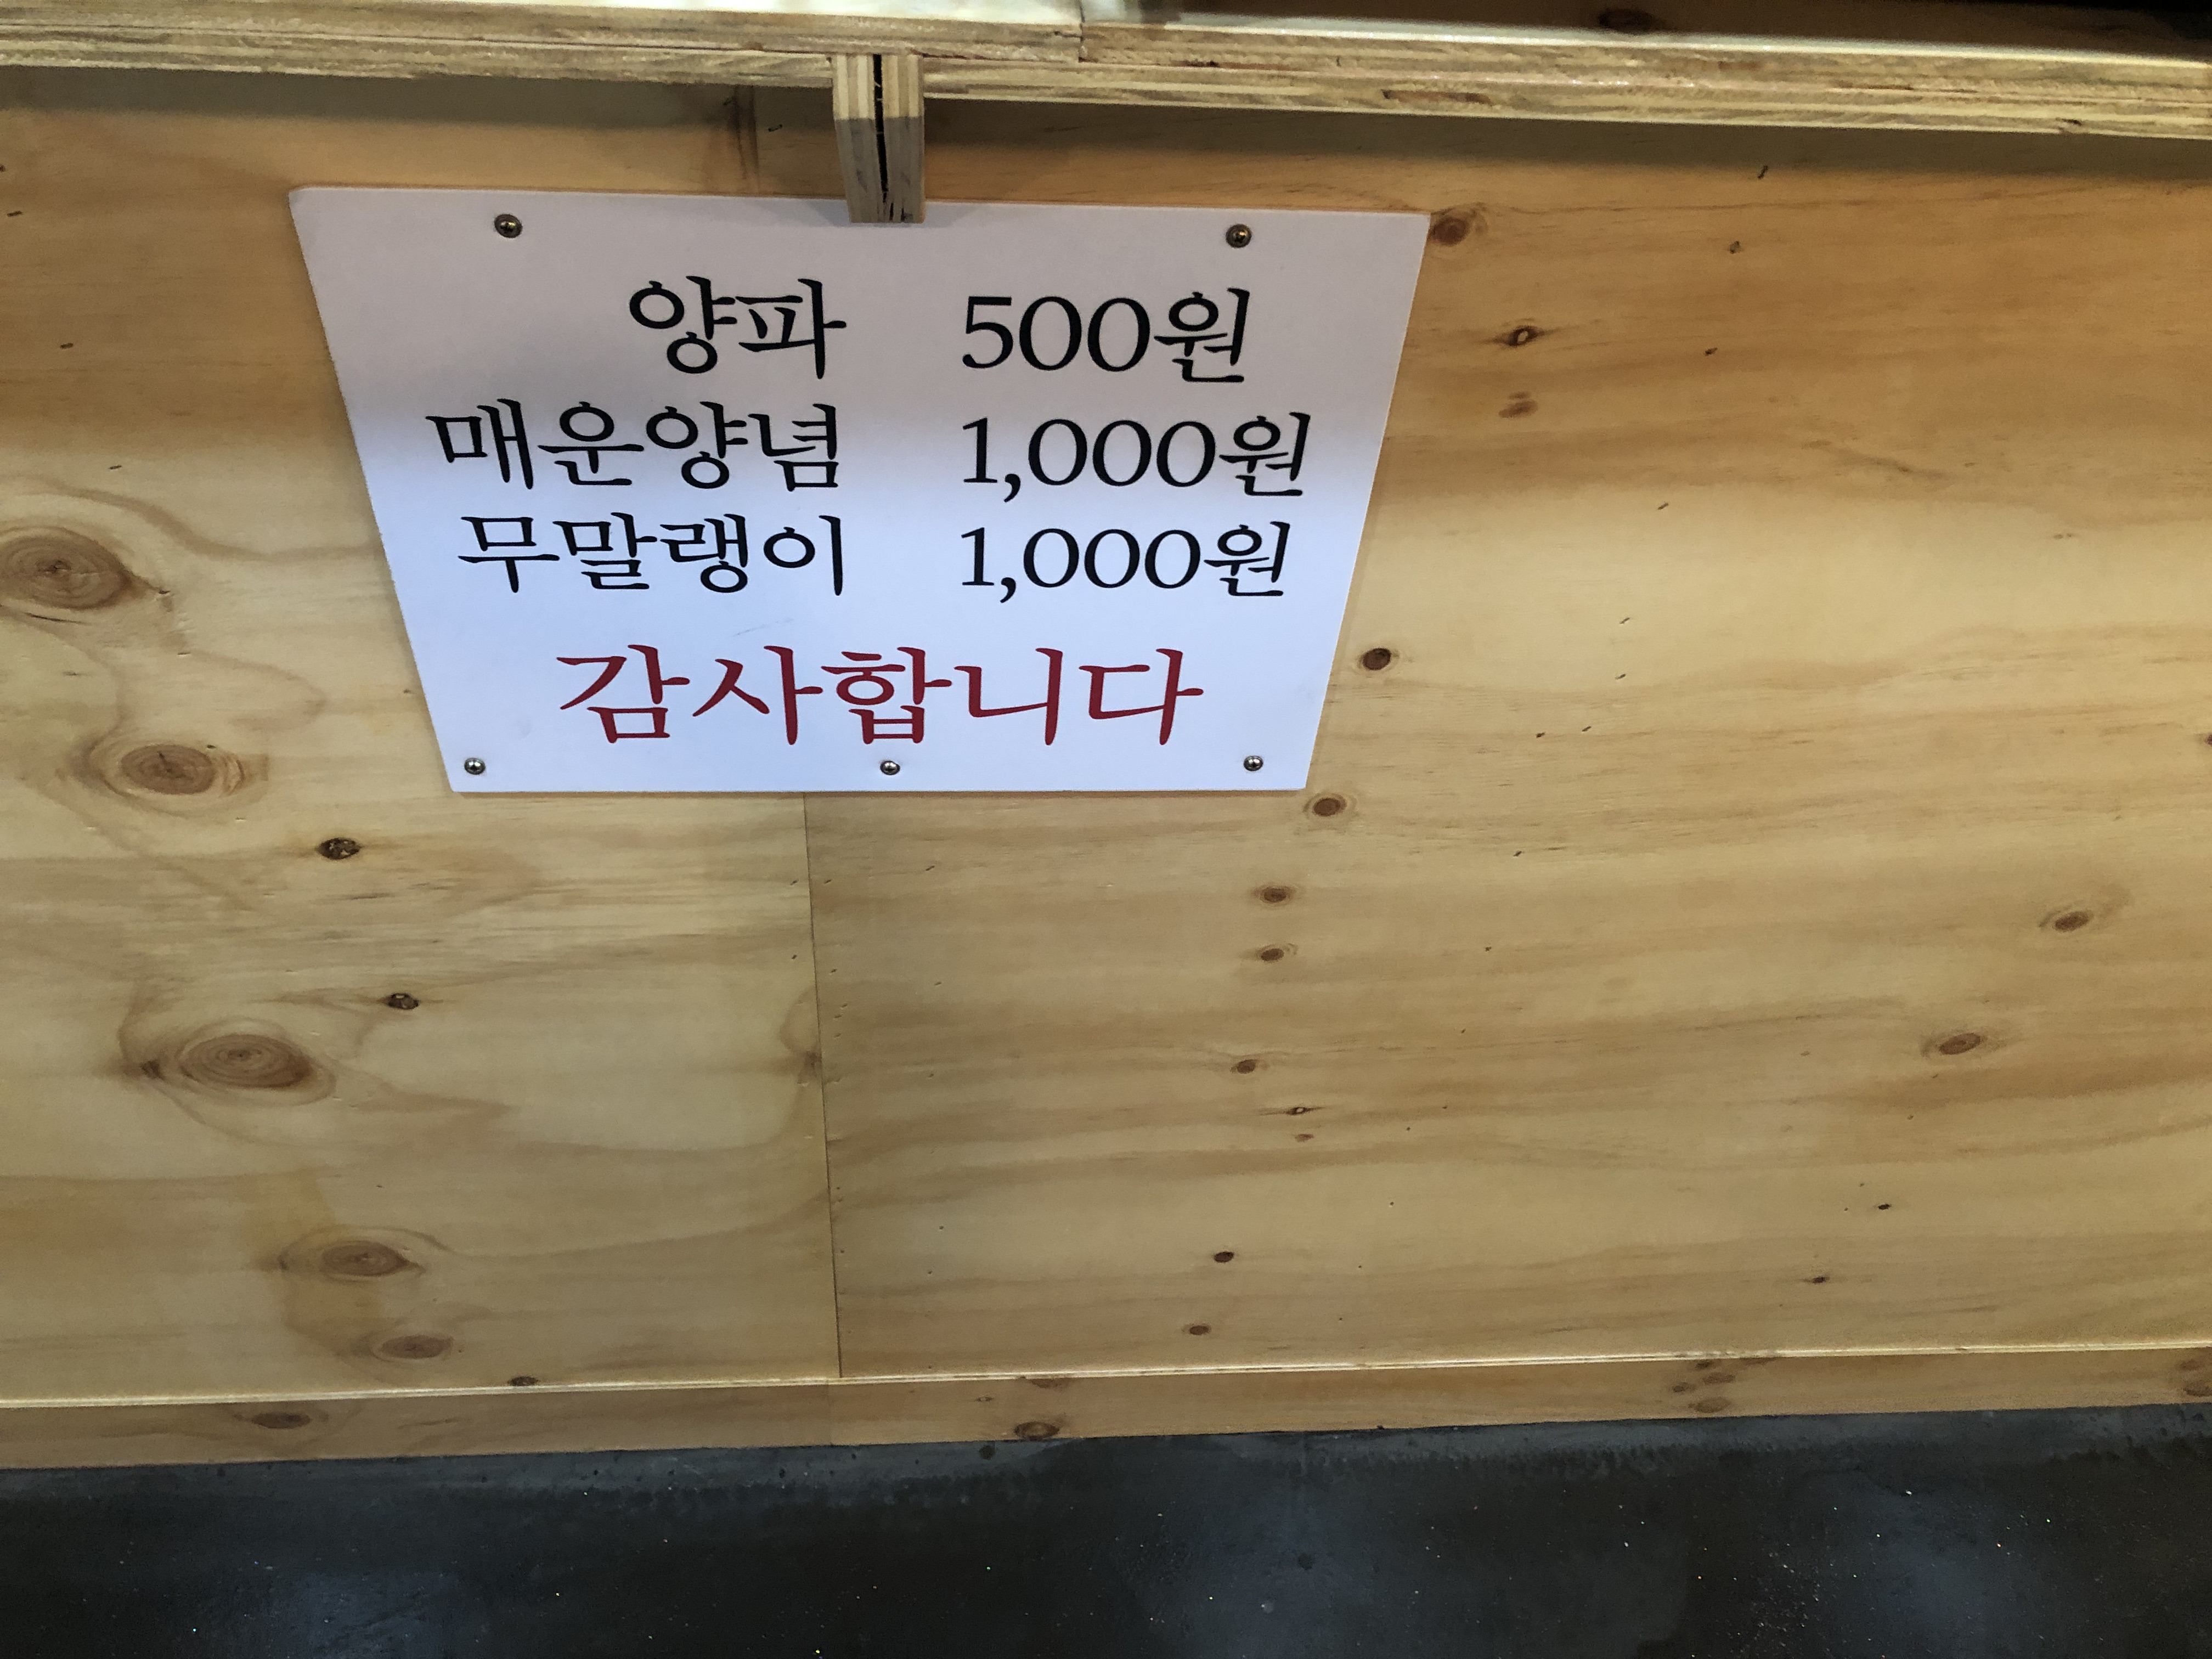 양파 500원
매운양념 1,000원
무말랭이 1,000원
감사합니다